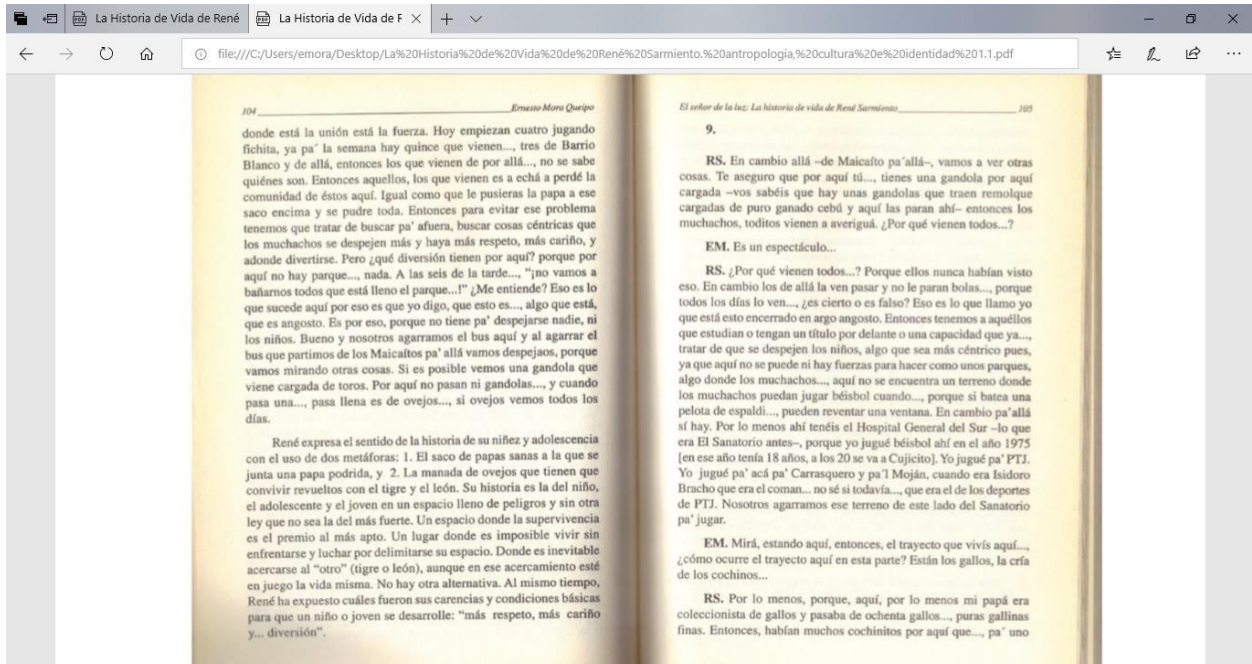 La Historia de Vida de René
La Historia de Vida de F
file:///C:/Users/emora/Desktop/La%20Historia%20de%20Vida%20de%20René%20Sarmiento.%20antropologia,%20cultura%20e%20identidad%201.1.pdf
104 Ernesto Mora Queipo
donde está la unión está la fuerza. Hoy empiezan cuatro jugando
fichita, ya pa´ la semana hay quince que vienen..., tres de Barrio
Blanco y de allá, entonces los que vienen de por allá..., no se sabe
quiénes son. Entonces aquellos, los que vienen es a echá a perdé la
comunidad de éstos aquí. Igual como que le pusieras la papa a ese
saco encima y se pudre toda. Entonces para evitar ese problema
tenemos que tratar de buscar pa' afuera, buscar cosas céntricas que
los muchachos se despejen más y haya más respeto, más cariño, y
adonde divertirse. Pero ¿qué diversión tienen por aquí? porque por
aquí no hay parque..., nada. A las seis de la tarde..., "¡no vamos a
bañarnos todos que está lleno el parque...!" ¿Me entiende? Eso es lo
que sucede aquí por eso es que yo digo, que esto es..., algo que está,
que es angosto. Es por eso, porque no tiene pa' despejarse nadie, ni
los niños. Bueno y nosotros agarramos el bus aquí y al agarrar el
bus que partimos de los Maicaítos pa' allá vamos despejaos, porque
vamos mirando otras cosas. Si es posible vemos una gandola que
viene cargada de toros. Por aquí no pasan ni gandolas..., y cuando
pasa una..., pasa llena es de ovejos..., si ovejos vemos todos los
días.
René expresa el sentido de la historia de su niñez y adolescencia
con el uso de dos metáforas: 1. El saco de papas sanas a la que se
junta una papa podrida, y 2. La manada de ovejos que tienen que
convivir revueltos con el tigre y el león. Su historia es la del niño,
el adolescente y el joven en un espacio lleno de peligros y sin otra
ley que no sea la del más fuerte. Un espacio donde la supervivencia
es el premio al más apto. Un lugar donde es imposible vivir sin
enfrentarse y luchar por delimitarse su espacio. Donde es inevitable
acercarse al "otro" (tigre o león), aunque en ese acercamiento esté
en juego la vida misma. No hay otra alternativa. Al mismo tiempo,
René ha expuesto cuáles fueron sus carencias y condiciones básicas
para que un niño o joven se desarrolle: "más respeto, más cariño
y... diversión".
El señor de la luz: La historia de vida de René Sarmiento 105
9.
RS. En cambio allá –de Maicaíto pa´allá–, vamos a ver otras
cosas. Te aseguro que por aquí tú..., tienes una gandola por aquí
cargada –vos sabéis que hay unas gandolas que traen remolque
cargadas de puro ganado cebú y aquí las paran ahí– entonces los
muchachos, toditos vienen a averiguá. ¿Por qué vienen todos...?
EM. Es un espectáculo...
RS. ¿Por qué vienen todos...? Porque ellos nunca habían visto
eso. En cambio los de allá la ven pasar y no le paran bolas..., porque
todos los días lo ven..., ¿es cierto o es falso? Eso es lo que llamo yo
que está esto encerrado en argo angosto. Entonces tenemos a aquéllos
que estudian o tengan un título por delante o una capacidad que ya...,
tratar de que se despejen los niños, algo que sea más céntrico pues,
ya que aquí no se puede ni hay fuerzas para hacer como unos parques,
algo donde los muchachos..., aquí no se encuentra un terreno donde
los muchachos puedan jugar béisbol cuando..., porque si batea una
pelota de espaldi..., pueden reventar una ventana. En cambio pa'allá
sí hay. Por lo menos ahí tenéis el Hospital General del Sur –lo que
era El Sanatorio antes–, porque yo jugué béisbol ahí en el año 1975
[en ese año tenía 18 años, a los 20 se va a Cujicito]. Yo jugué pa' PTJ.
Yo jugué pa' acá pa' Carrasquero y pa'l Moján, cuando era Isidoro
Bracho que era el coman... no sé si todavía..., que era el de los deportes
de PTJ. Nosotros agarramos ese terreno de este lado del Sanatorio
pa' jugar.
EM. Mirá, estando aquí, entonces, el trayecto que vivís aquí...,
¿cómo ocurre el trayecto aquí en esta parte? Están los gallos, la cría
de los cochinos...
RS. Por lo menos, porque, aquí, por lo menos mi papá era
coleccionista de gallos y pasaba de ochenta gallos..., puras gallinas
finas. Entonces, habían muchos cochinitos por aquí que..., pa´ uno